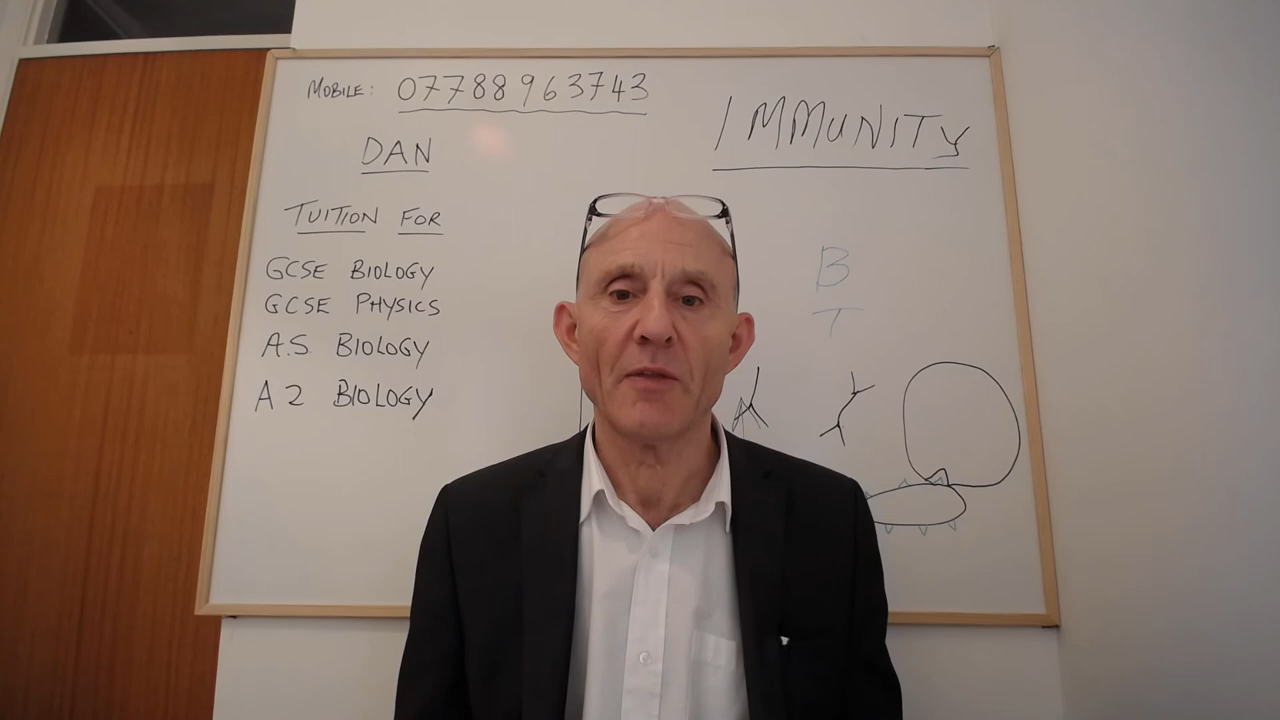 MOBILE: 07788963743
DAN
TUITION FOR
GCSE BIOLOGY
GCSE PHYSICS
A.S. BIOLOGY
A2 BIOLOGY
IMMUNITY
B
T